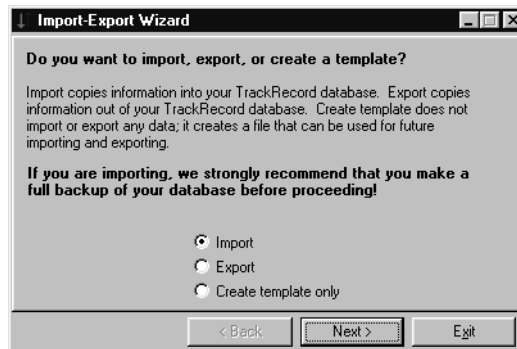 Import-Export Wizard
Do you want to import, export, or create a template?
Import copies information into your TrackRecord database. Export copies
information out of your TrackRecord database. Create template does not
import or export any data; it creates a file that can be used for future
importing and exporting.
If you are importing, we strongly recommend that you make a
full backup of your database before proceeding!
Import
Export
Create template only
< Back
Next >
Exit